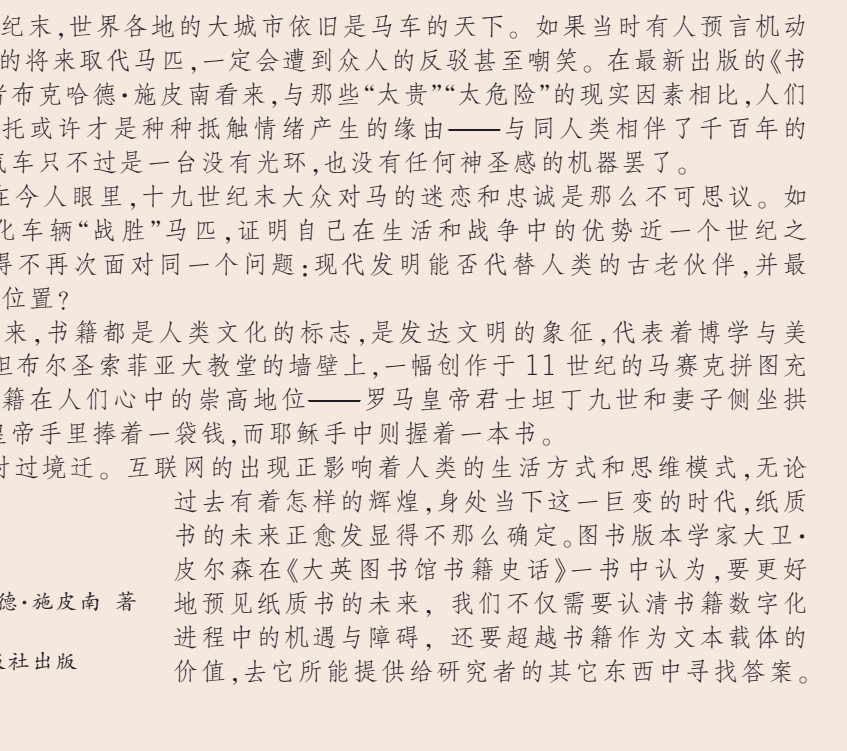 纪末,世界各地的大城市依旧是马车的天下。如果当时有人预言机动
的将来取代马匹,一定会遭到众人的反驳甚至嘲笑。在最新出版的《书
者布克哈德·施皮南看来,与那些“太贵”“太危险”的现实因素相比,人们
托或许才是种种抵触情绪产生的缘由——与同人类相伴了千百年的
汽车只不过是一台没有光环,也没有任何神圣感的机器罢了。
在今人眼里,十九世纪末大众对马的迷恋和忠诚是那么不可思议。如
化车辆“战胜”马匹,证明自己在生活和战争中的优势近一个世纪之
得不再次面对同一个问题:现代发明能否代替人类的古老伙伴,并最
位置?
来,书籍都是人类文化的标志,是发达文明的象征,代表着博学与美
坦布尔圣索菲亚大教堂的墙壁上,一幅创作于 11 世纪的马赛克拼图充
籍在人们心中的崇高地位——罗马皇帝君士坦丁九世和妻子侧坐拱
皇帝手里捧着一袋钱,而耶稣手中则握着一本书。
时过境迁。互联网的出现正影响着人类的生活方式和思维模式,无论
过去有着怎样的辉煌,身处当下这一巨变的时代,纸质
书的未来正愈发显得不那么确定。图书版本学家大卫·
皮尔森在《大英图书馆书籍史话》一书中认为,要更好
德·施皮南 著
地预见纸质书的未来,我们不仅需要认清书籍数字化
进程中的机遇与障碍,还要超越书籍作为文本载体的
版社出版
价值,去它所能提供给研究者的其它东西中寻找答案。